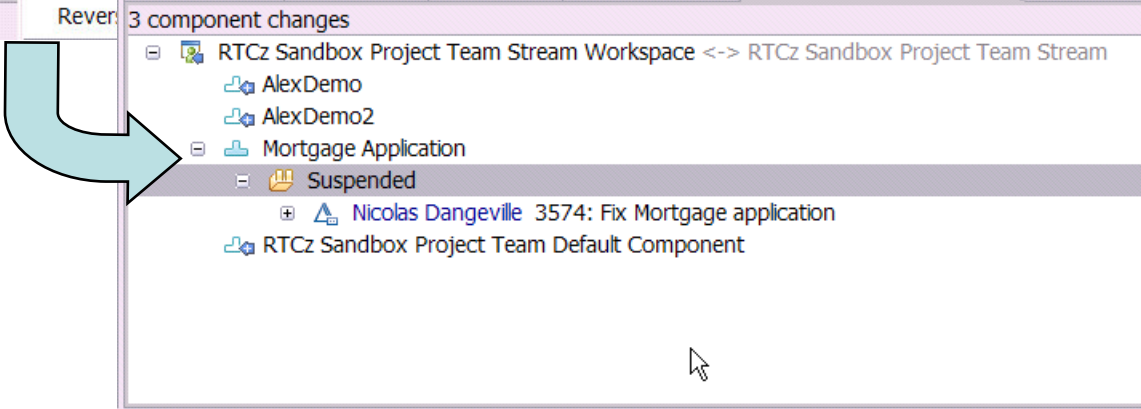 Revers
3 component changes
RTCz Sandbox Project Team Stream Workspace <-> RTCz Sandbox Project Team Stream
AlexDemo
AlexDemo2
Mortgage Application
Suspended
Nicolas Dangeville 3574: Fix Mortgage application
RTCz Sandbox Project Team Default Component